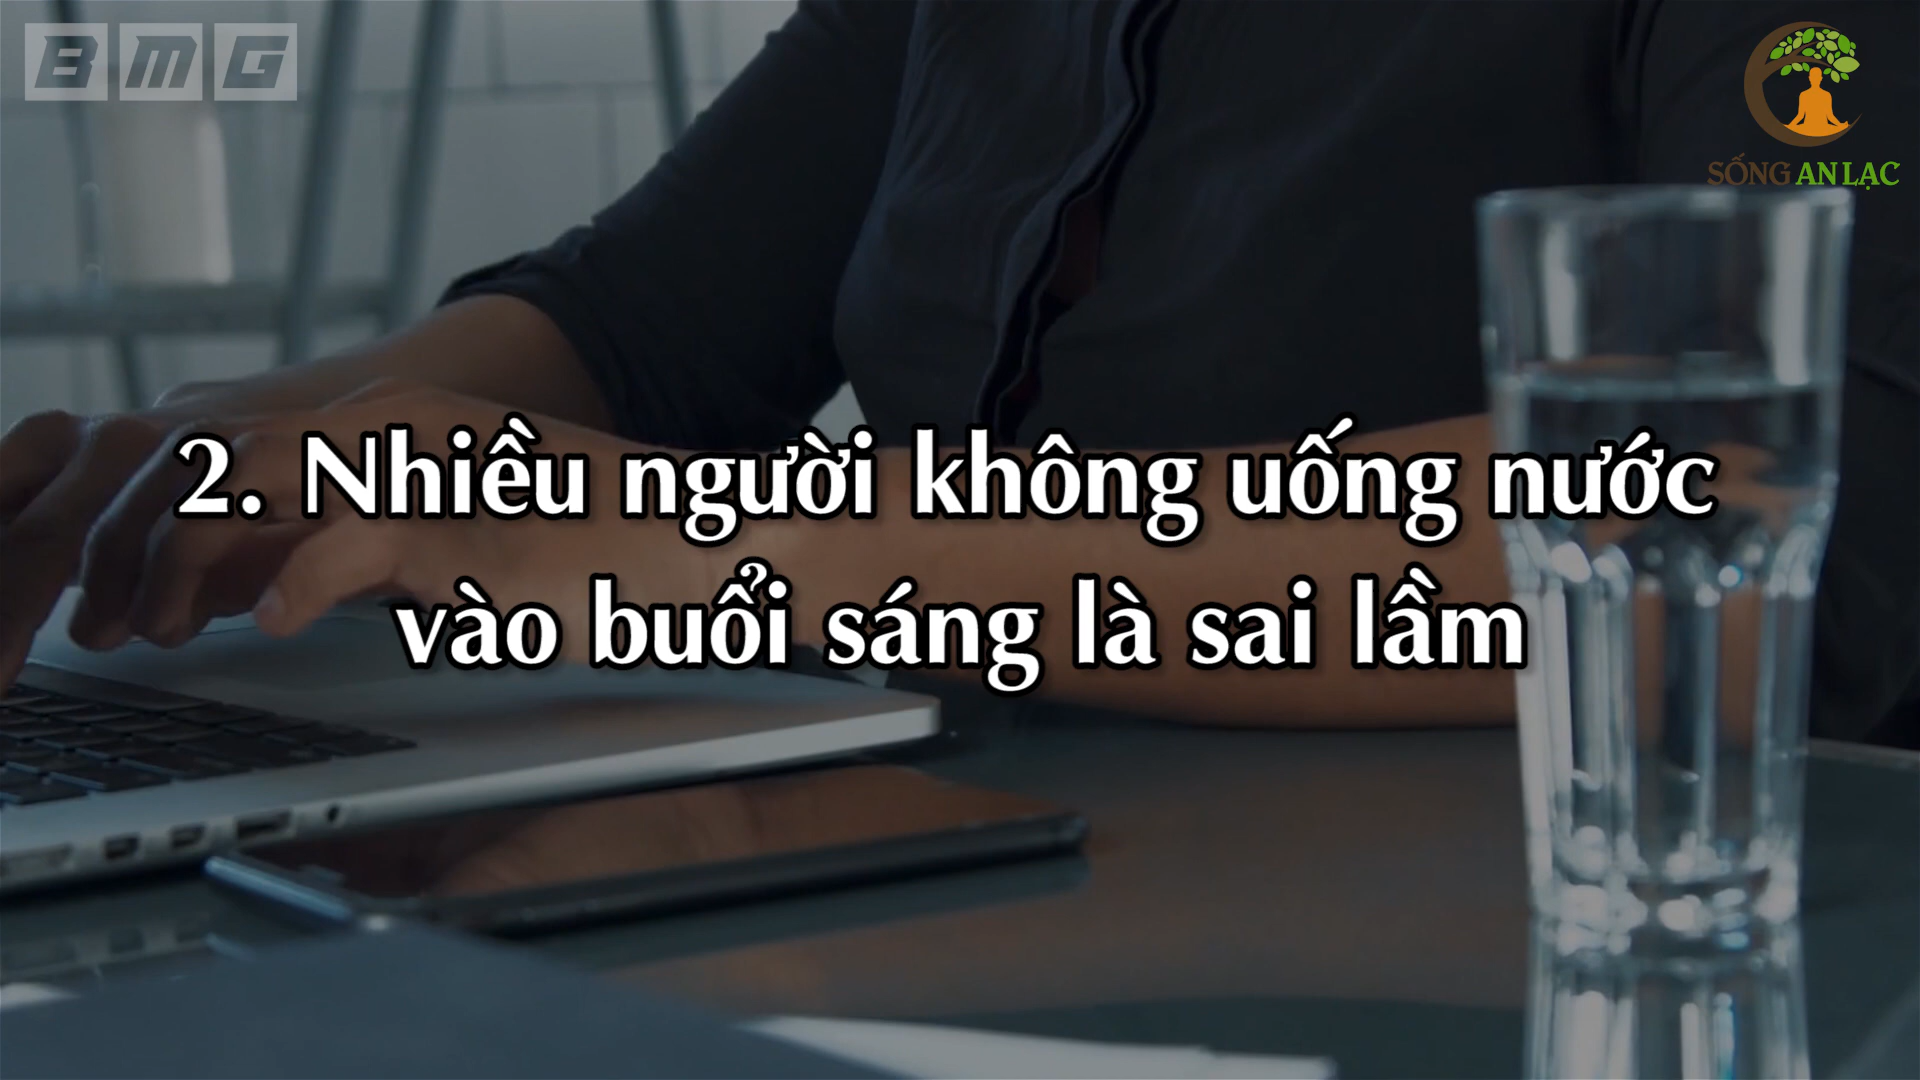 BMG
SỐNG AN LẠC
2. Nhiều người không uống nước
vào buổi sáng là sai lầm